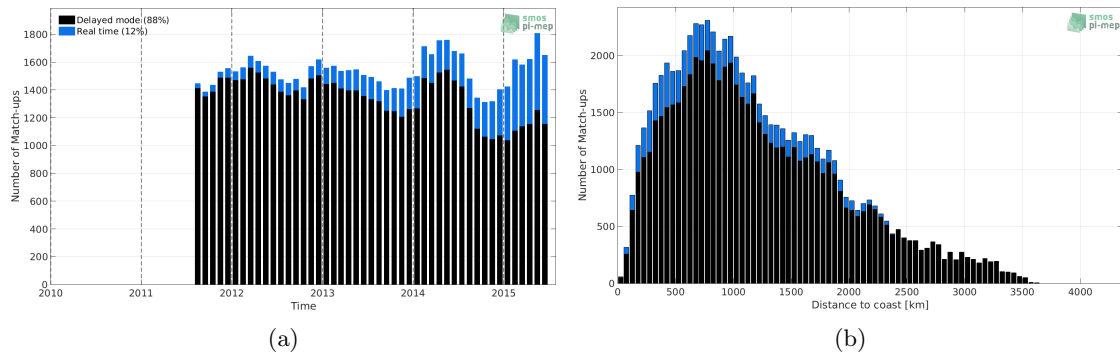 Delayed mode (88%)
Real time (12%)
smos
pi-mep
Number of Match-ups
1800
1600
1400
1200
1000
800
600
400
200
0
2010 2011 2012 2013 2014 2015
Time
(a)
smos
pi-mep
Number of Match-ups
2000
1500
1000
500
0
0 500 1000 1500 2000 2500 3000 3500 4000
Distance to coast [km]
(b)